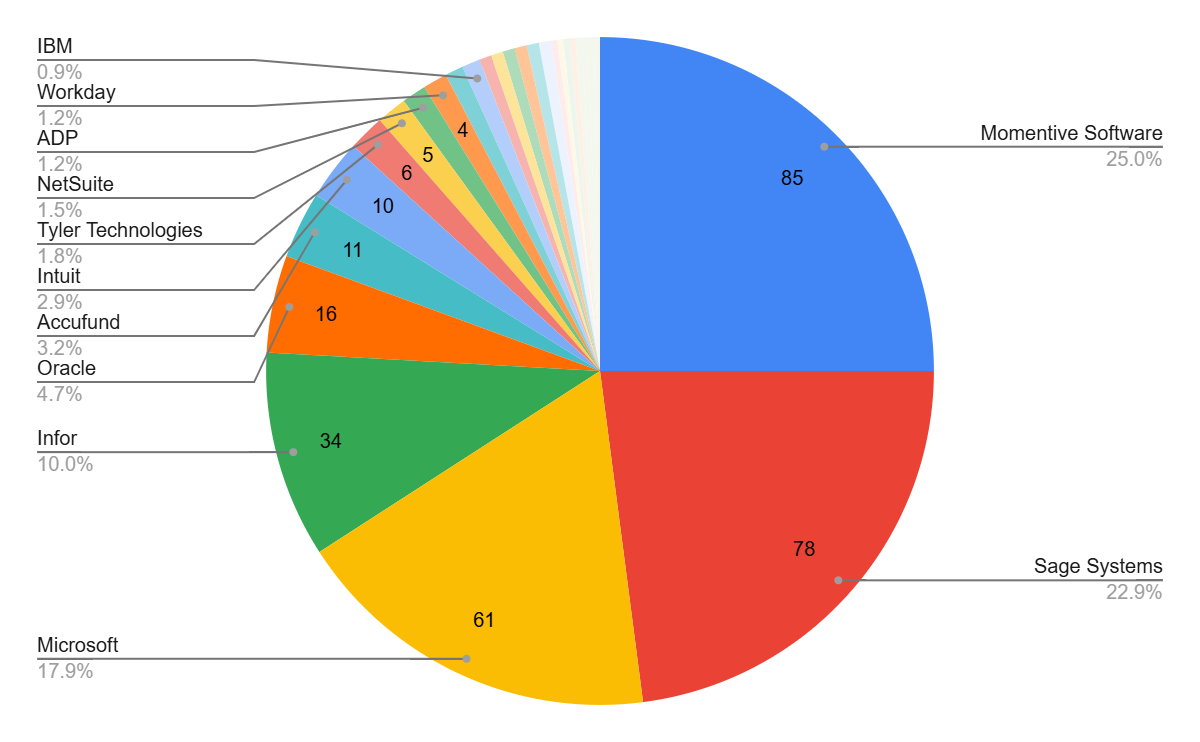 IBM
0.9%
Workday
1.2%
ADP
1.2%
NetSuite
1.5%
Tyler Technologies
1.8%
Intuit
2.9%
Accufund
3.2%
Oracle
4.7%
Infor
10.0%
Microsoft
17.9%
Momentive Software
25.0%
Sage Systems
22.9%
85
78
61
34
16
11
10
6
5
4